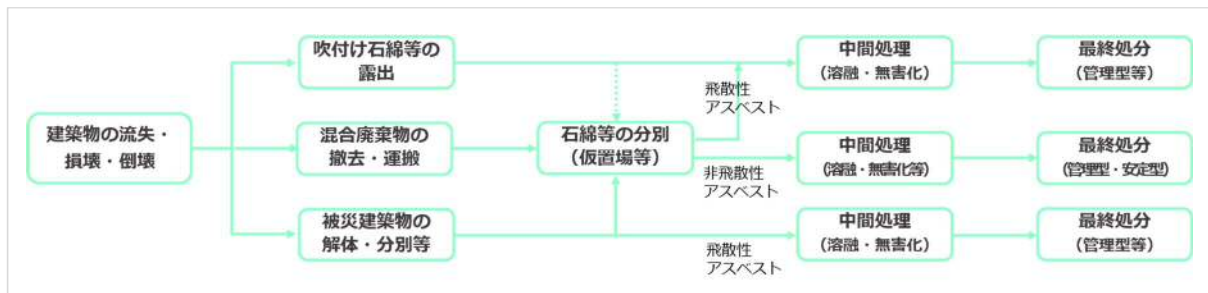 建築物の流失・
損壊・倒壊
吹付け石綿等の
露出
混合廃棄物の
撤去・運搬
被災建築物の
解体・分別等
石綿等の分別
（仮置場等）
飛散性
アスベスト
非飛散性
アスベスト
飛散性
アスベスト
中間処理
（溶融・無害化）
最終処分
（管理型等）
中間処理
（溶融・無害化等）
最終処分
（管理型・安定型）
中間処理
（溶融・無害化）
最終処分
（管理型等）